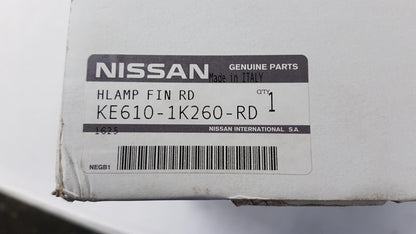 NISSAN GENUINE PARTS
Made in ITALY
HLAMP FIN RD QTY
KE610-1K260-RD 1
1625 NISSAN INTERNATIONAL S.A.
NEGB1